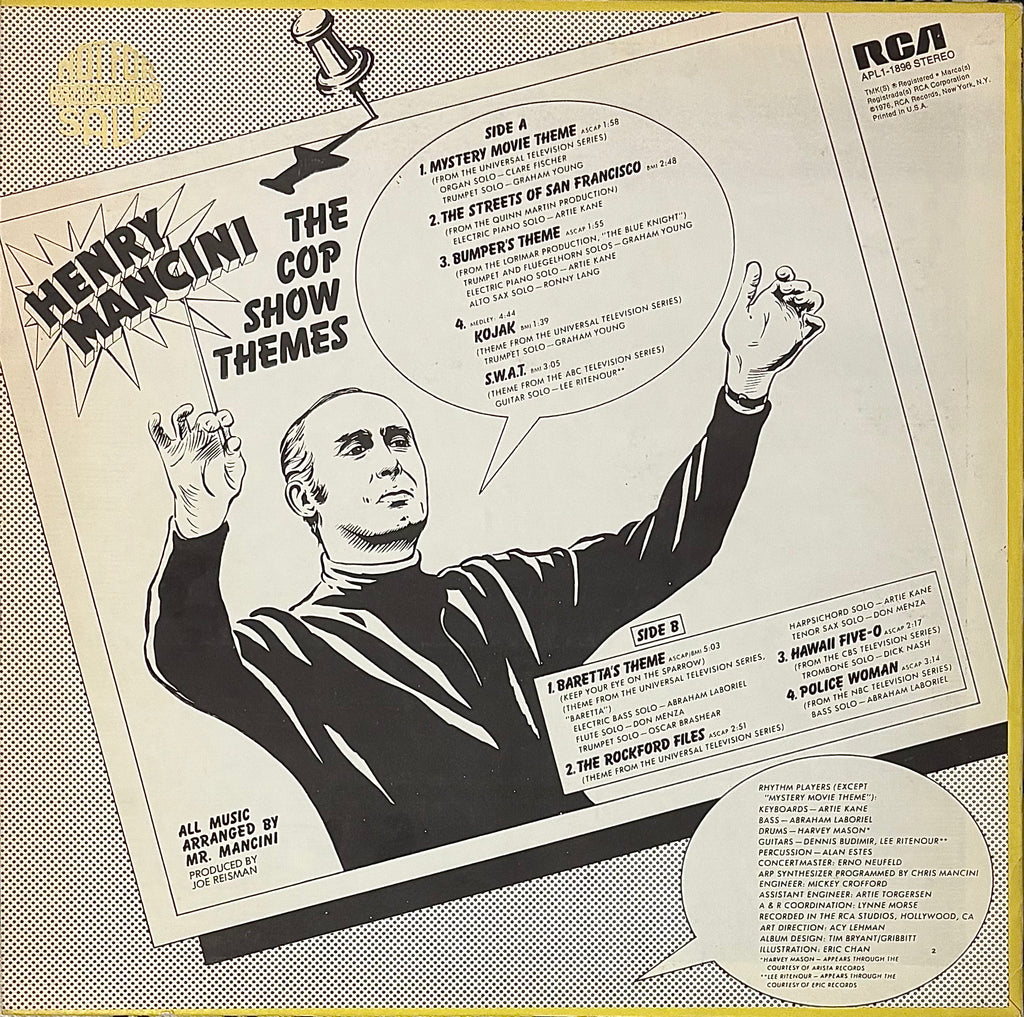 NOT FOR
SALE
RCA
APL1-1896 STEREO
TMK(S) ® Registered • Marca(s)
Registrada(s) RCA Corporation
©1976, RCA Records, New York, N.Y.
Printed in U.S.A.
HENRY
MANCINI
THE
COP
SHOW
THEMES
SIDE A
1. MYSTERY MOVIE THEME ASCAP 1:58
(FROM THE UNIVERSAL TELEVISION SERIES)
ORGAN SOLO—CLARE FISCHER
TRUMPET SOLO—GRAHAM YOUNG
2. THE STREETS OF SAN FRANCISCO BMI 2:48
(FROM THE QUINN MARTIN PRODUCTION)
ELECTRIC PIANO SOLO—ARTIE KANE
3. BUMPER'S THEME ASCAP 1:55
(FROM THE LORIMAR PRODUCTION, "THE BLUE KNIGHT")
TRUMPET AND FLUEGELHORN SOLOS—GRAHAM YOUNG
ELECTRIC PIANO SOLO—ARTIE KANE
ALTO SAX SOLO—RONNY LANG
4. MEDLEY: 4:44
KOJAK BMI 1:39
(THEME FROM THE UNIVERSAL TELEVISION SERIES)
TRUMPET SOLO—GRAHAM YOUNG
S.W.A.T. BMI 3:05
(THEME FROM THE ABC TELEVISION SERIES)
GUITAR SOLO—LEE RITENOUR**
SIDE B
1. BARETTA'S THEME ASCAP/BMI 5:03
(KEEP YOUR EYE ON THE SPARROW)
(THEME FROM THE UNIVERSAL TELEVISION SERIES,
"BARETTA")
ELECTRIC BASS SOLO—ABRAHAM LABORIEL
FLUTE SOLO—DON MENZA
TRUMPET SOLO—OSCAR BRASHEAR
2. THE ROCKFORD FILES ASCAP 2:51
(THEME FROM THE UNIVERSAL TELEVISION SERIES)
HARPSICHORD SOLO—ARTIE KANE
TENOR SAX SOLO—DON MENZA
3. HAWAII FIVE-O ASCAP 2:17
(FROM THE CBS TELEVISION SERIES)
TROMBONE SOLO—DICK NASH
4. POLICE WOMAN ASCAP 3:14
(FROM THE NBC TELEVISION SERIES)
BASS SOLO—ABRAHAM LABORIEL
ALL MUSIC
ARRANGED BY
MR. MANCINI
PRODUCED BY
JOE REISMAN
RHYTHM PLAYERS (EXCEPT
"MYSTERY MOVIE THEME"):
KEYBOARDS—ARTIE KANE
BASS—ABRAHAM LABORIEL
DRUMS—HARVEY MASON*
GUITARS—DENNIS BUDIMIR, LEE RITENOUR**
PERCUSSION—ALAN ESTES
CONCERTMASTER: ERNO NEUFELD
ARP SYNTHESIZER PROGRAMMED BY CHRIS MANCINI
ENGINEER: MICKEY CROFFORD
ASSISTANT ENGINEER: ARTIE TORGERSEN
A & R COORDINATION: LYNNE MORSE
RECORDED IN THE RCA STUDIOS, HOLLYWOOD, CA
ART DIRECTION: ACY LEHMAN
ALBUM DESIGN: TIM BRYANT/GRIBBITT
ILLUSTRATION: ERIC CHAN
2
*HARVEY MASON – APPEARS THROUGH THE
COURTESY OF ARISTA RECORDS
**LEE RITENOUR – APPEARS THROUGH THE
COURTESY OF EPIC RECORDS